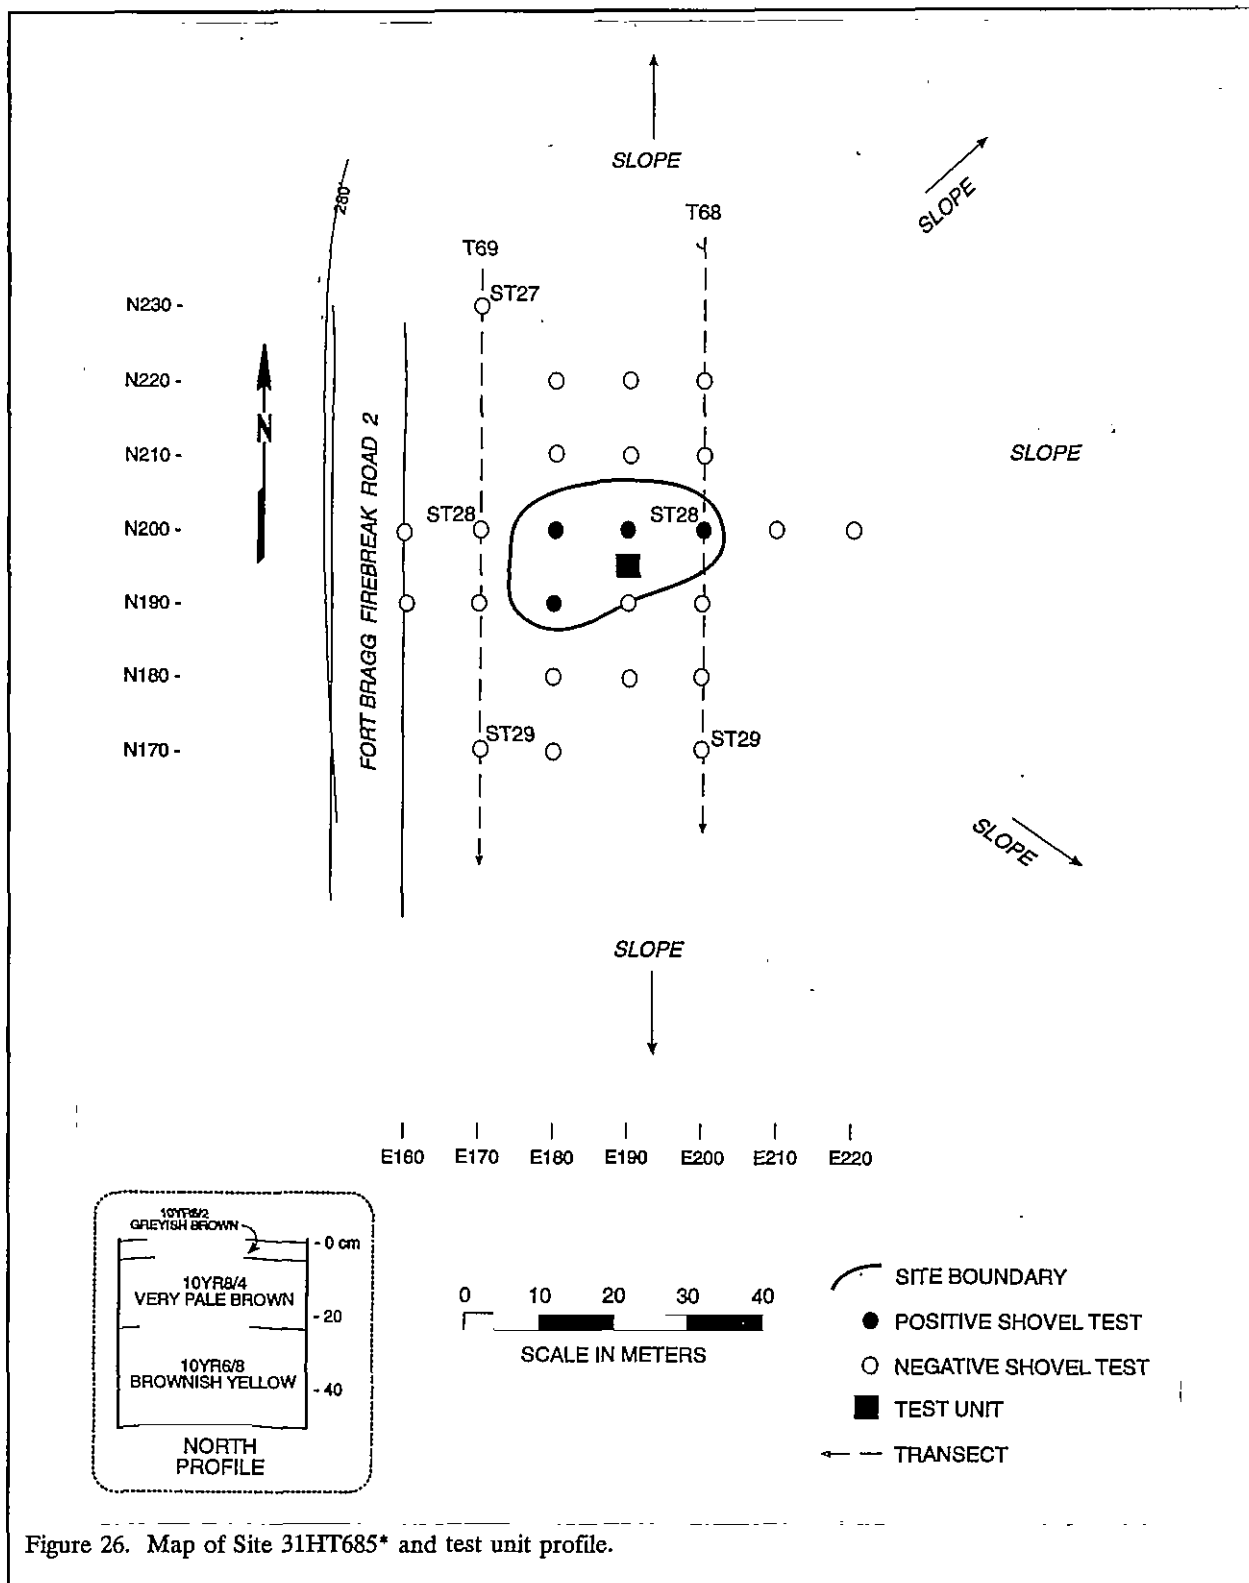 SLOPE
SLOPE
280'
T68
T69
N230 -
ST27
N220 -
N
N210 -
SLOPE
FORT BRAGG FIREBREAK ROAD 2
N200 -
ST28
ST28
N190 -
N180 -
N170 -
ST29
ST29
SLOPE
SLOPE
E160 E170 E180 E190 E200 E210 E220
GREYISH BROWN
- 0 cm
10YR8/4
VERY PALE BROWN
- 20
10YR6/8
BROWNISH YELLOW
- 40
NORTH
PROFILE
0 10 20 30 40
SCALE IN METERS
SITE BOUNDARY
POSITIVE SHOVEL TEST
NEGATIVE SHOVEL TEST
TEST UNIT
TRANSECT
Figure 26. Map of Site 31HT685* and test unit profile.